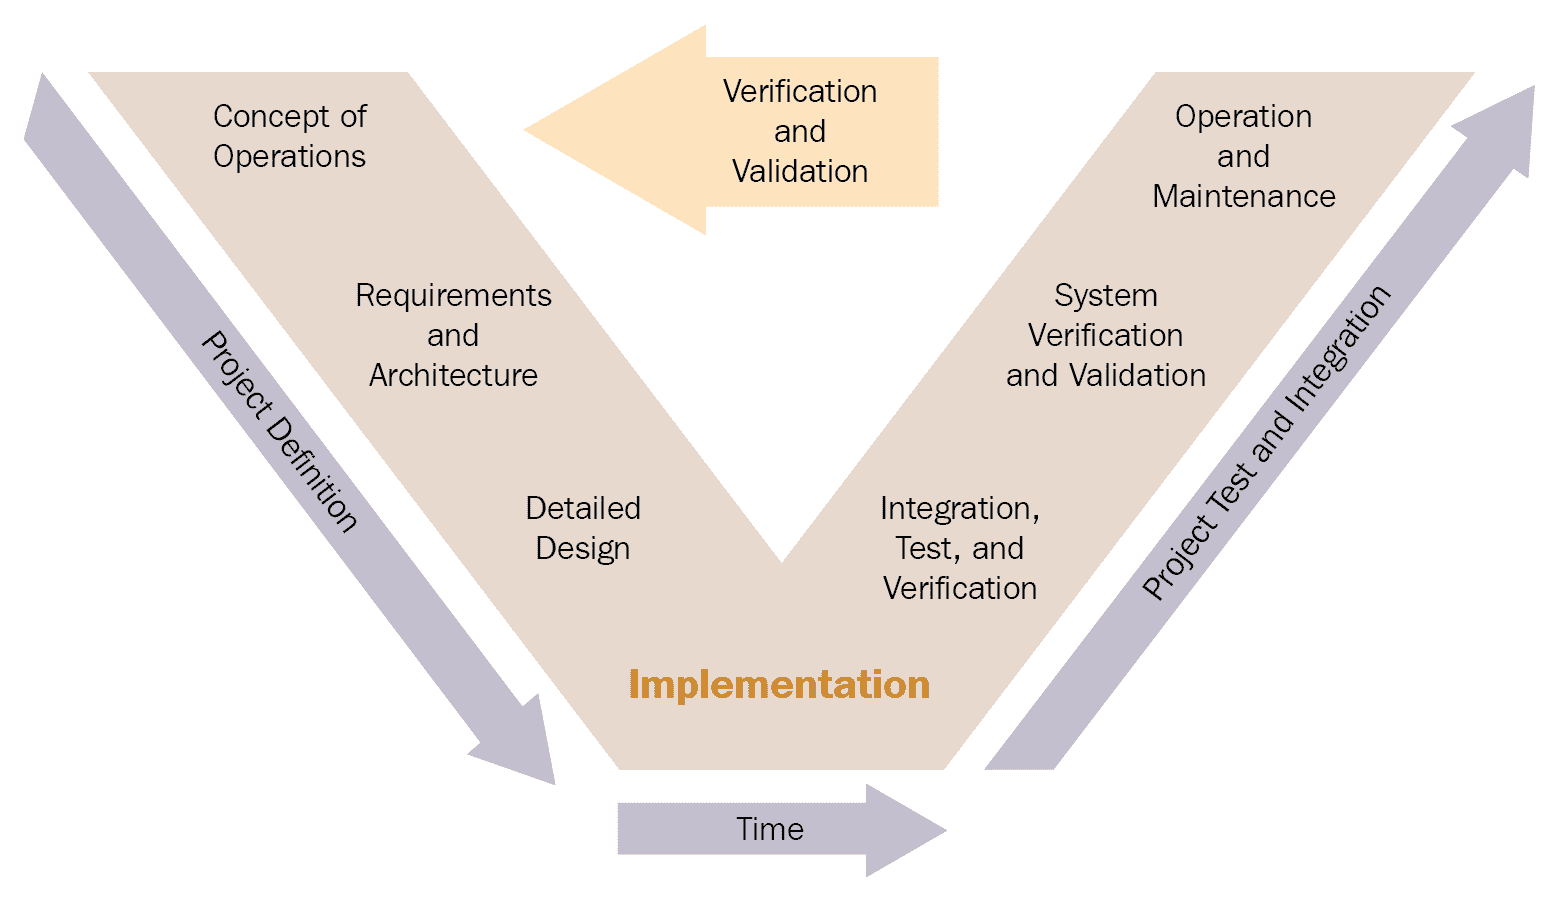 Concept of
Operations
Verification
and
Validation
Operation
and
Maintenance
Requirements
and
Architecture
System
Verification
and Validation
Project Definition
Project Test and Integration
Detailed
Design
Integration,
Test, and
Verification
Implementation
Time